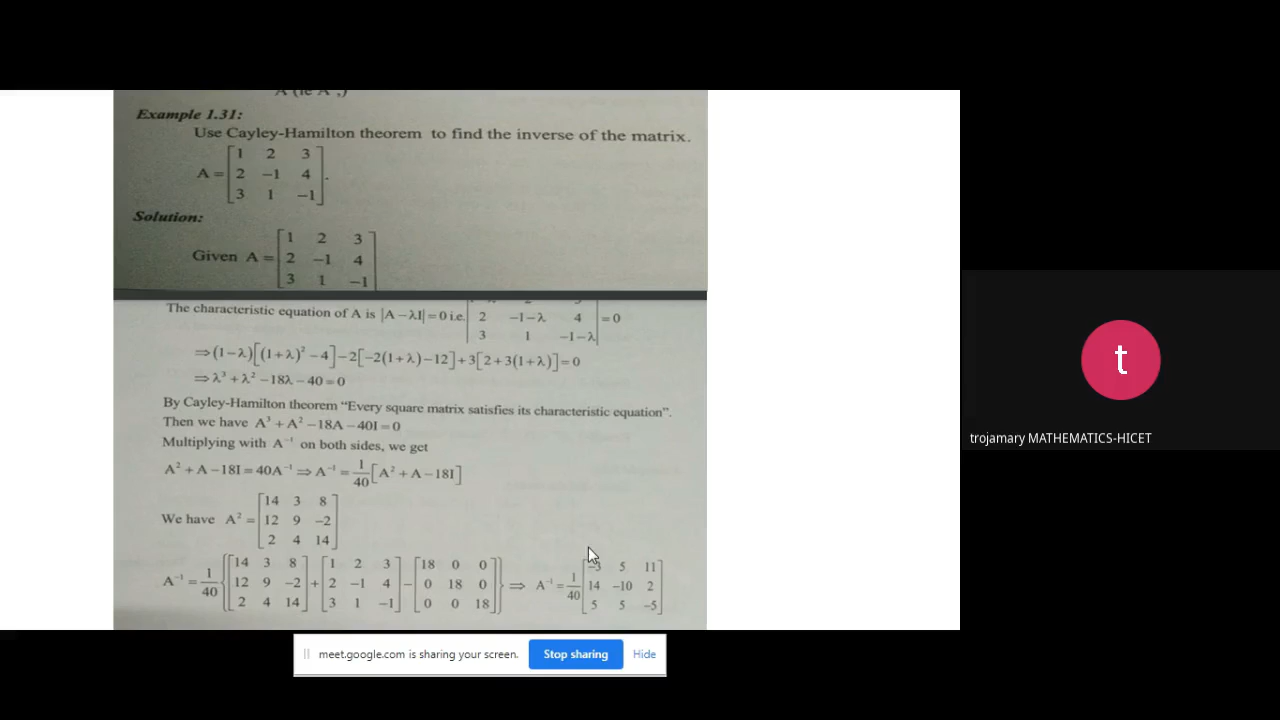 A (ie A ,)
Example 1.31:
Use Cayley-Hamilton theorem to find the inverse of the matrix.
A = [1 2 3
2 −1 4
3 1 −1].
Solution:
Given A = [1 2 3
2 −1 4
3 1 −1]
The characteristic equation of A is |A − λI| = 0 i.e. |2 −1−λ 4
3 1 −1−λ| = 0
⇒ (1−λ)[(1+λ)² − 4] − 2[−2(1+λ) − 12] + 3[2 + 3(1+λ)] = 0
⇒ λ³ + λ² − 18λ − 40 = 0
By Cayley-Hamilton theorem “Every square matrix satisfies its characteristic equation”.
Then we have A³ + A² − 18A − 40I = 0
Multiplying with A⁻¹ on both sides, we get
A² + A − 18I = 40A⁻¹ ⇒ A⁻¹ = 1/40 [A² + A − 18I]
We have A² = [14 3 8
12 9 −2
2 4 14]
A⁻¹ = 1/40 {[14 3 8; 12 9 −2; 2 4 14] + [1 2 3; 2 −1 4; 3 1 −1] − [18 0 0; 0 18 0; 0 0 18]} ⇒ A⁻¹ = 1/40 [−3 5 11; 14 −10 2; 5 5 −5]
t
trojamary MATHEMATICS-HICET
meet.google.com is sharing your screen.
Stop sharing
Hide